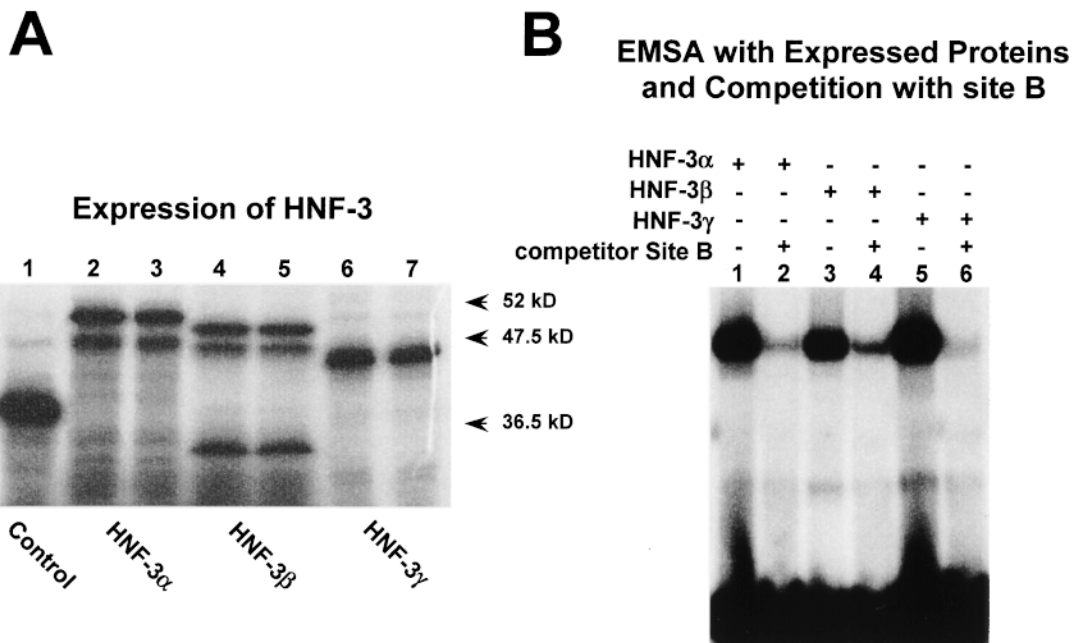 A
Expression of HNF-3
1 2 3 4 5 6 7
52 kD
47.5 kD
36.5 kD
Control HNF-3α HNF-3β HNF-3γ
B
EMSA with Expressed Proteins
and Competition with site B
HNF-3α + + - - - -
HNF-3β - - + + - -
HNF-3γ - - - - + +
competitor Site B - + - + - +
1 2 3 4 5 6